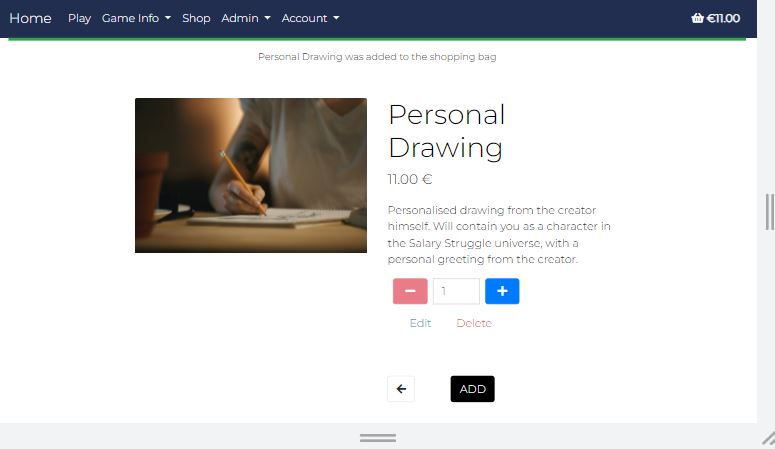 Home Play Game Info Shop Admin Account €11.00
Personal Drawing was added to the shopping bag
Personal
Drawing
11.00 €
Personalised drawing from the creator
himself. Will contain you as a character in
the Salary Struggle universe, with a
personal greeting from the creator.
1
Edit Delete
ADD